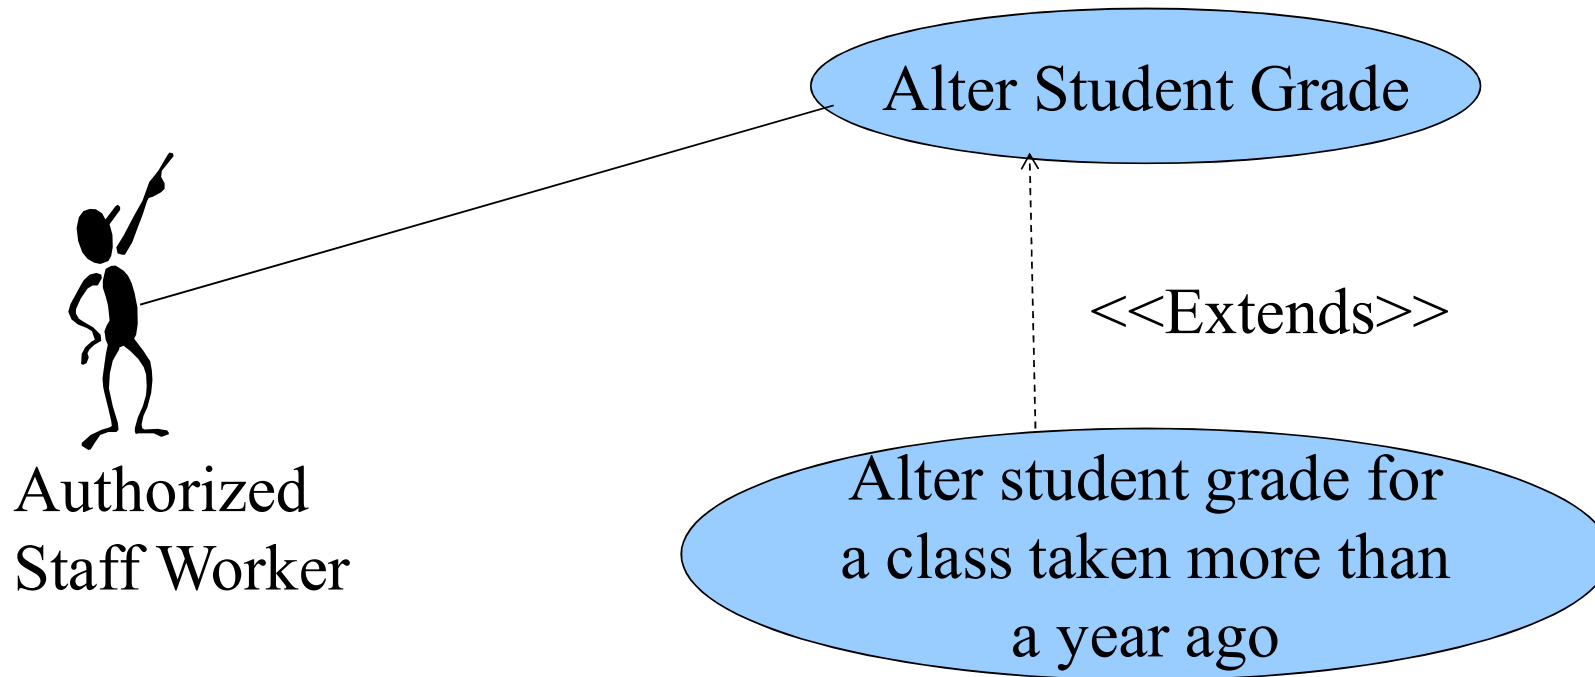 Alter Student Grade
<<Extends>>
Authorized
Staff Worker
Alter student grade for
a class taken more than
a year ago